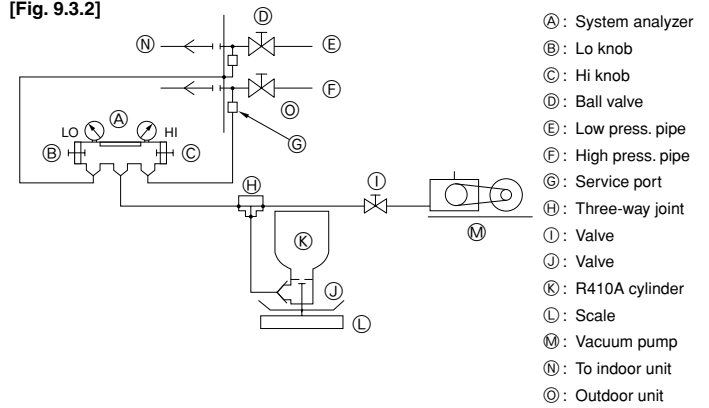 [Fig. 9.3.2]
Ⓝ Ⓓ Ⓔ
Ⓕ
Ⓞ
Ⓖ
LO Ⓐ HI
Ⓑ Ⓒ
Ⓗ Ⓘ
Ⓚ Ⓜ
Ⓙ
Ⓛ
Ⓐ : System analyzer
Ⓑ : Lo knob
Ⓒ : Hi knob
Ⓓ : Ball valve
Ⓔ : Low press. pipe
Ⓕ : High press. pipe
Ⓖ : Service port
Ⓗ : Three-way joint
Ⓘ : Valve
Ⓙ : Valve
Ⓚ : R410A cylinder
Ⓛ : Scale
Ⓜ : Vacuum pump
Ⓝ : To indoor unit
Ⓞ : Outdoor unit